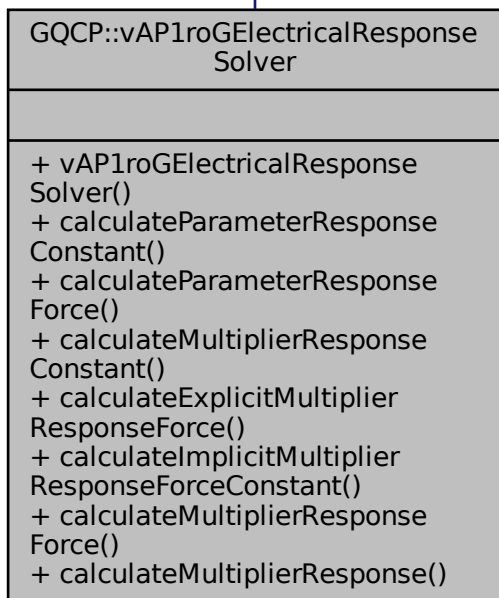 GQCP::vAP1roGElectricalResponse
Solver
+ vAP1roGElectricalResponse
Solver()
+ calculateParameterResponse
Constant()
+ calculateParameterResponse
Force()
+ calculateMultiplierResponse
Constant()
+ calculateExplicitMultiplier
ResponseForce()
+ calculateImplicitMultiplier
ResponseForceConstant()
+ calculateMultiplierResponse
Force()
+ calculateMultiplierResponse()